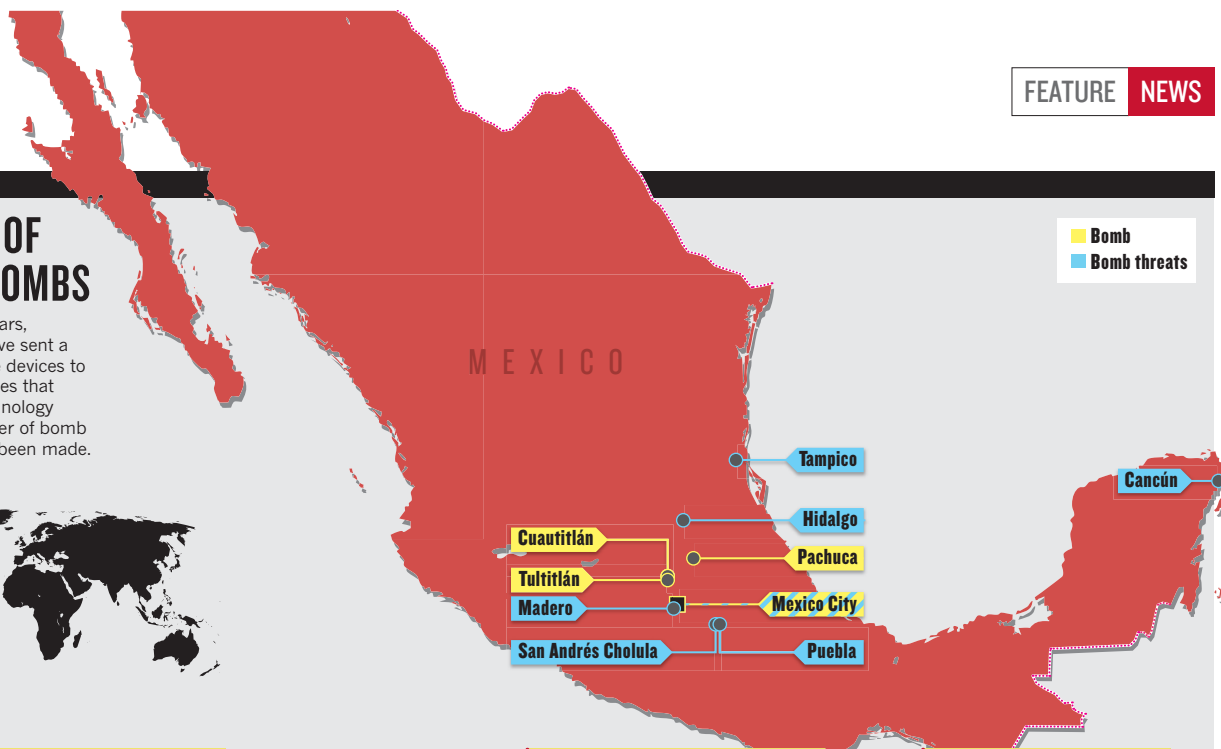 FEATURE NEWS
OF
OMBS
ars,
ve sent a
devices to
es that
nology
er of bomb
been made.
Bomb
Bomb threats
MEXICO
Tampico
Cancún
Hidalgo
Cuautitlán
Pachuca
Tultitlán
Madero
Mexico City
San Andrés Cholula
Puebla